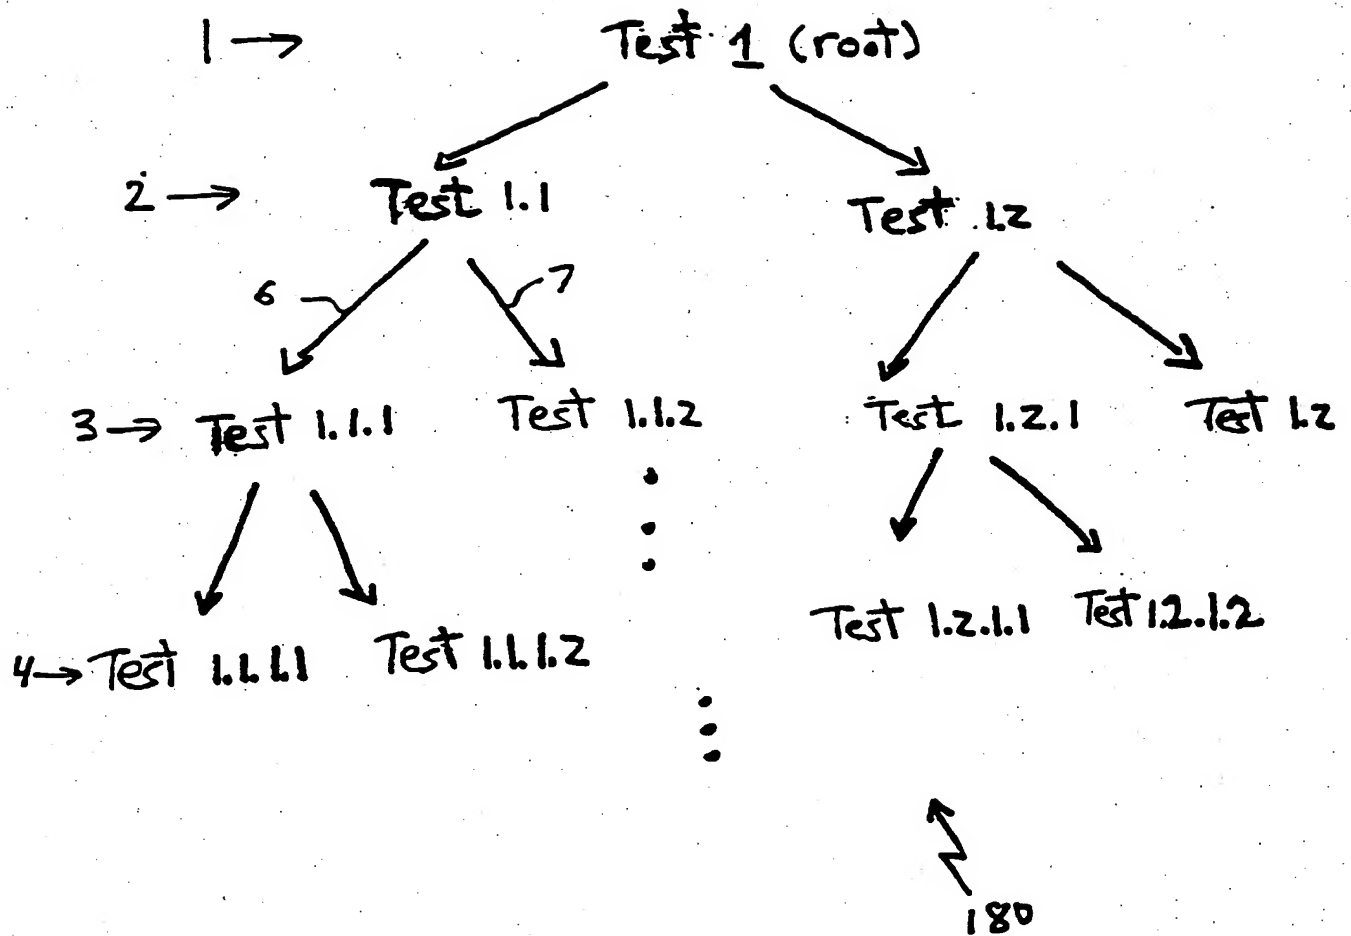 1 → Test 1 (root)
2 → Test 1.1 Test 1.2
6 7
3 → Test 1.1.1 Test 1.1.2 Test 1.2.1 Test 1.2
Test 1.2.1.1 Test 1.2.1.2
4 → Test 1.1.1.1 Test 1.1.1.2
180